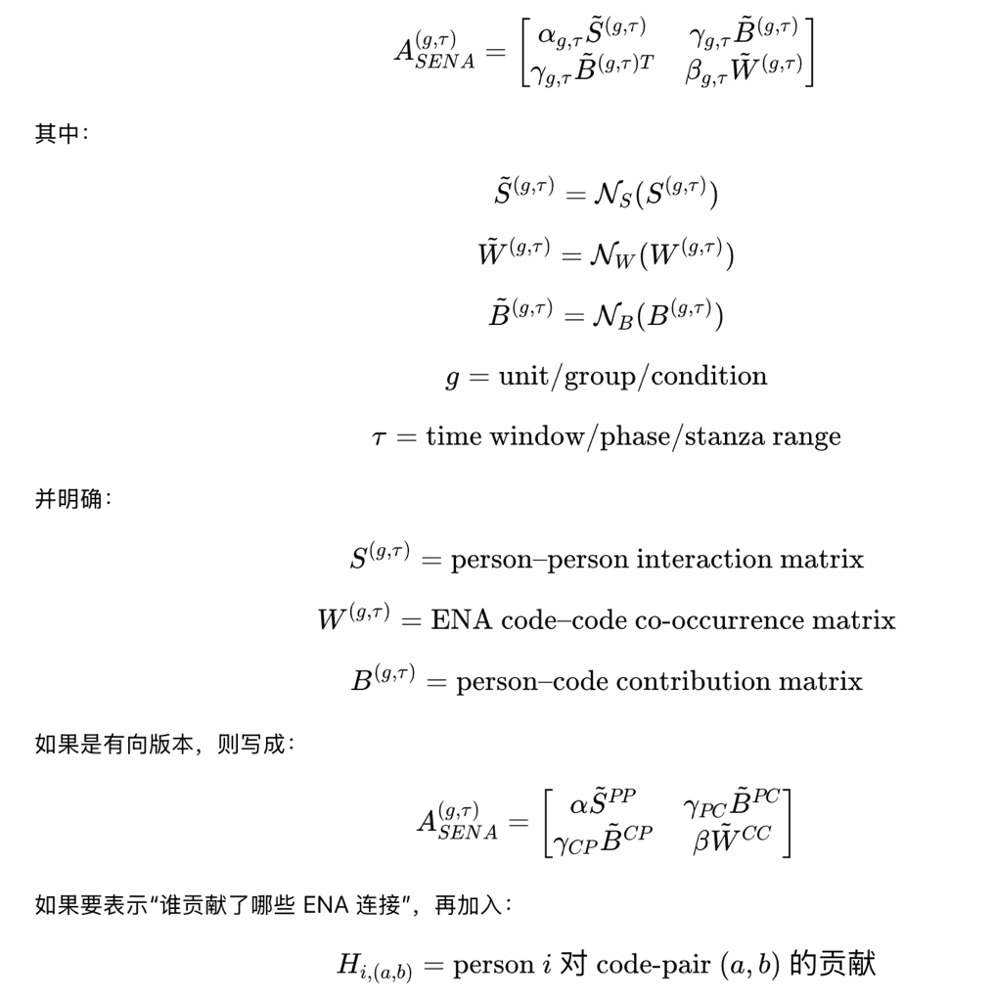 $$A_{SENA}^{(g,\tau)} = \begin{bmatrix} \alpha_{g,\tau}\tilde{S}^{(g,\tau)} & \gamma_{g,\tau}\tilde{B}^{(g,\tau)} \\ \gamma_{g,\tau}\tilde{B}^{(g,\tau)T} & \beta_{g,\tau}\tilde{W}^{(g,\tau)} \end{bmatrix}$$
其中：
$$\tilde{S}^{(g,\tau)} = \mathcal{N}_S(S^{(g,\tau)})$$
$$\tilde{W}^{(g,\tau)} = \mathcal{N}_W(W^{(g,\tau)})$$
$$\tilde{B}^{(g,\tau)} = \mathcal{N}_B(B^{(g,\tau)})$$
$$g = \text{unit/group/condition}$$
$$\tau = \text{time window/phase/stanza range}$$
并明确：
$$S^{(g,\tau)} = \text{person–person interaction matrix}$$
$$W^{(g,\tau)} = \text{ENA code–code co-occurrence matrix}$$
$$B^{(g,\tau)} = \text{person–code contribution matrix}$$
如果是有向版本，则写成：
$$A_{SENA}^{(g,\tau)} = \begin{bmatrix} \alpha\tilde{S}^{PP} & \gamma_{PC}\tilde{B}^{PC} \\ \gamma_{CP}\tilde{B}^{CP} & \beta\tilde{W}^{CC} \end{bmatrix}$$
如果要表示“谁贡献了哪些 ENA 连接”，再加入：
$$H_{i,(a,b)} = \text{person } i \text{ 对 code-pair } (a,b) \text{ 的贡献}$$